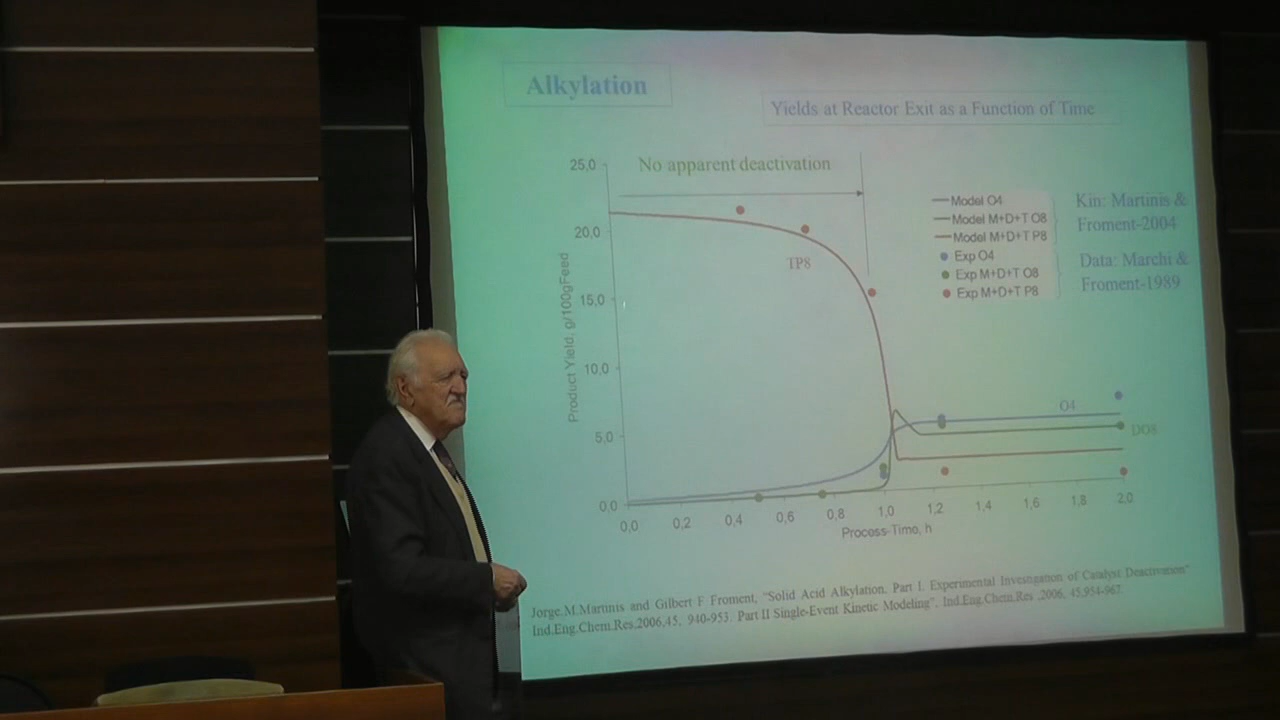 Alkylation
Yields at Reactor Exit as a Function of Time
No apparent deactivation
25,0
20,0
15,0
10,0
5,0
0,0
Product Yield, g/100gFeed
TP8
Model O4
Model M+D+T O8
Model M+D+T P8
Exp O4
Exp M+D+T O8
Exp M+D+T P8
Kin: Martinis &
Froment-2004
Data: Marchi &
Froment-1989
O4
DO8
0,0 0,2 0,4 0,6 0,8 1,0 1,2 1,4 1,6 1,8 2,0
Process-Time, h
Jorge.M.Martinis and Gilbert F Froment, "Solid Acid Alkylation. Part I. Experimental Investigation of Catalyst Deactivation"
Ind.Eng.Chem.Res.2006,45, 940-953. Part II Single-Event Kinetic Modeling", Ind.Eng.Chem.Res ,2006, 45,954-967